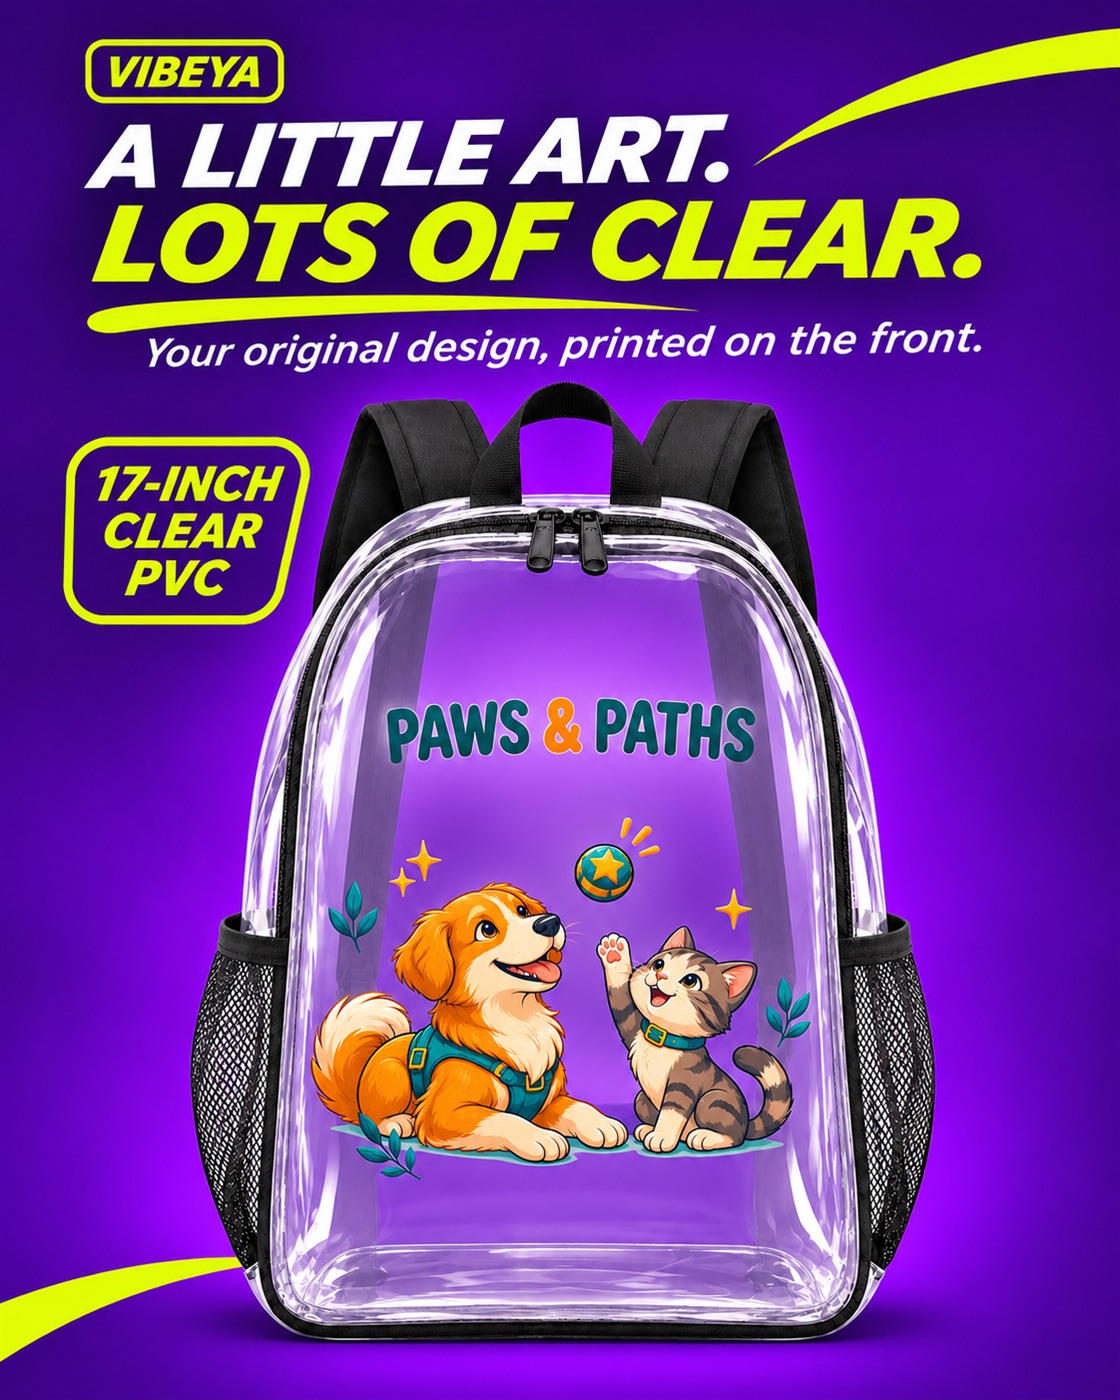 VIBEYA
A LITTLE ART.
LOTS OF CLEAR.
Your original design, printed on the front.
17-INCH
CLEAR
PVC
PAWS & PATHS